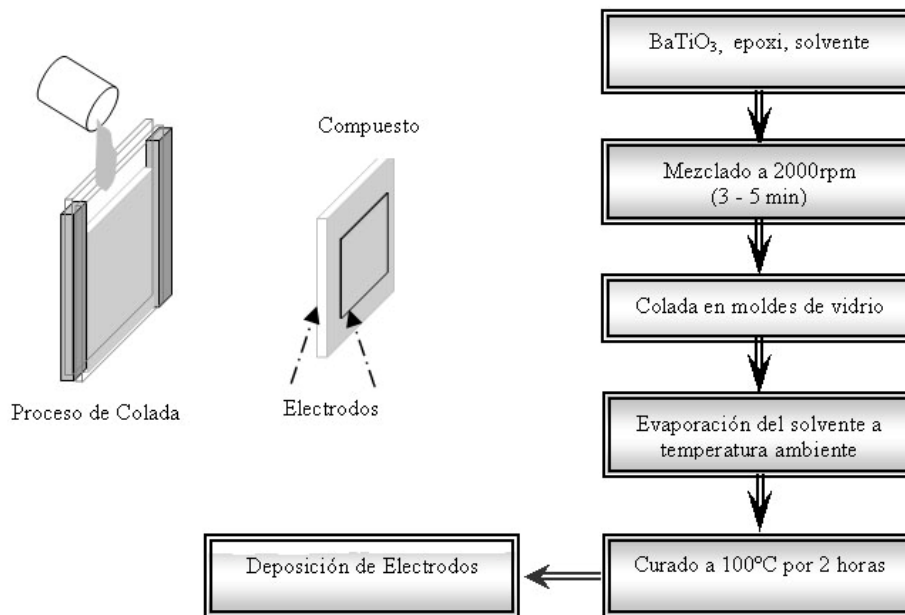 Proceso de Colada
Compuesto
Electrodos
BaTiO₃, epoxi, solvente
Mezclado a 2000rpm
(3 - 5 min)
Colada en moldes de vidrio
Evaporación del solvente a
temperatura ambiente
Curado a 100ºC por 2 horas
Deposición de Electrodos